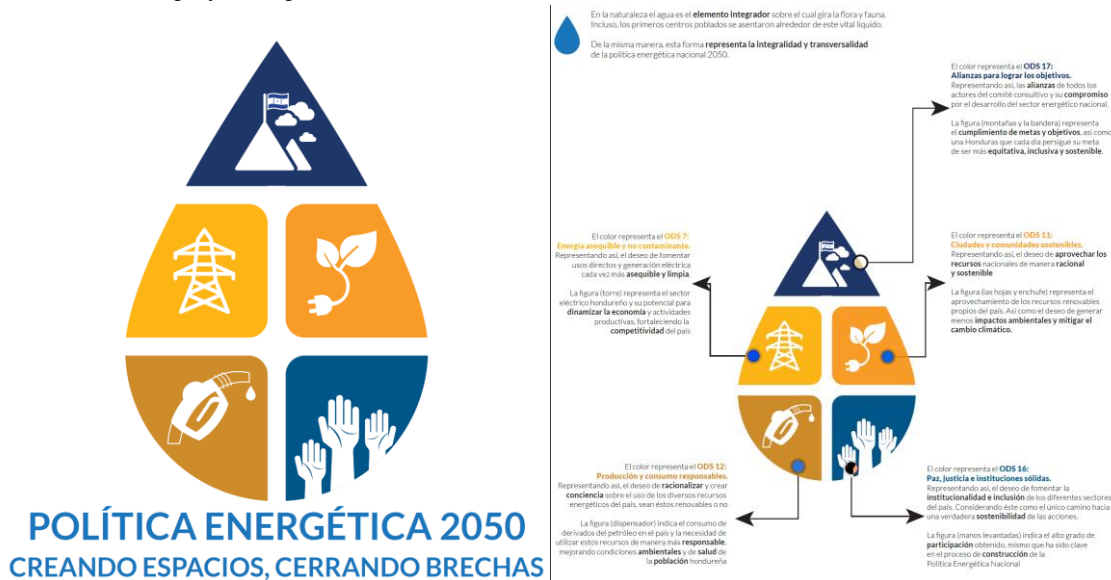 POLÍTICA ENERGÉTICA 2050
CREANDO ESPACIOS, CERRANDO BRECHAS
En la naturaleza el agua es el elemento integrador sobre el cual gira la flora y fauna.
Incluso, los primeros centros poblados se asentaron alrededor de este vital líquido.
De la misma manera, esta forma representa la integralidad y transversalidad
de la política energética nacional 2050.
El color representa el ODS 17:
Alianzas para lograr los objetivos.
Representando así, las alianzas de todos los
actores del comité consultivo y su compromiso
por el desarrollo del sector energético nacional.
La figura (montañas y la bandera) representa
el cumplimiento de metas y objetivos, así como
una Honduras que cada día persigue su meta
de ser más equitativa, inclusiva y sostenible.
El color representa el ODS 7:
Energía asequible y no contaminante.
Representando así, el deseo de fomentar
usos directos y generación eléctrica
cada vez más asequible y limpia.
La figura (torre) representa el sector
eléctrico hondureño y su potencial para
dinamizar la economía y actividades
productivas, fortaleciendo la
competitividad del país
El color representa el ODS 11:
Ciudades y comunidades sostenibles.
Representando así, el deseo de aprovechar los
recursos nacionales de manera racional
y sostenible
La figura (las hojas y enchufe) representa el
aprovechamiento de los recursos renovables
propios del país. Así como el deseo de generar
menos impactos ambientales y mitigar el
cambio climático.
El color representa el ODS 12:
Producción y consumo responsables.
Representando así, el deseo de racionalizar y crear
conciencia sobre el uso de los diversos recursos
energéticos del país, sean éstos renovables o no
La figura (dispensador) indica el consumo de
derivados del petróleo en el país y la necesidad de
utilizar estos recursos de manera más responsable,
mejorando condiciones ambientales y de salud de
la población hondureña
El color representa el ODS 16:
Paz, justicia e instituciones sólidas.
Representando así, el deseo de fomentar la
institucionalidad e inclusión de los diferentes sectores
del país. Considerando éste como el único camino hacia
una verdadera sostenibilidad de las acciones.
La figura (manos levantadas) indica el alto grado de
participación obtenido, mismo que ha sido clave
en el proceso de construcción de la
Política Energética Nacional